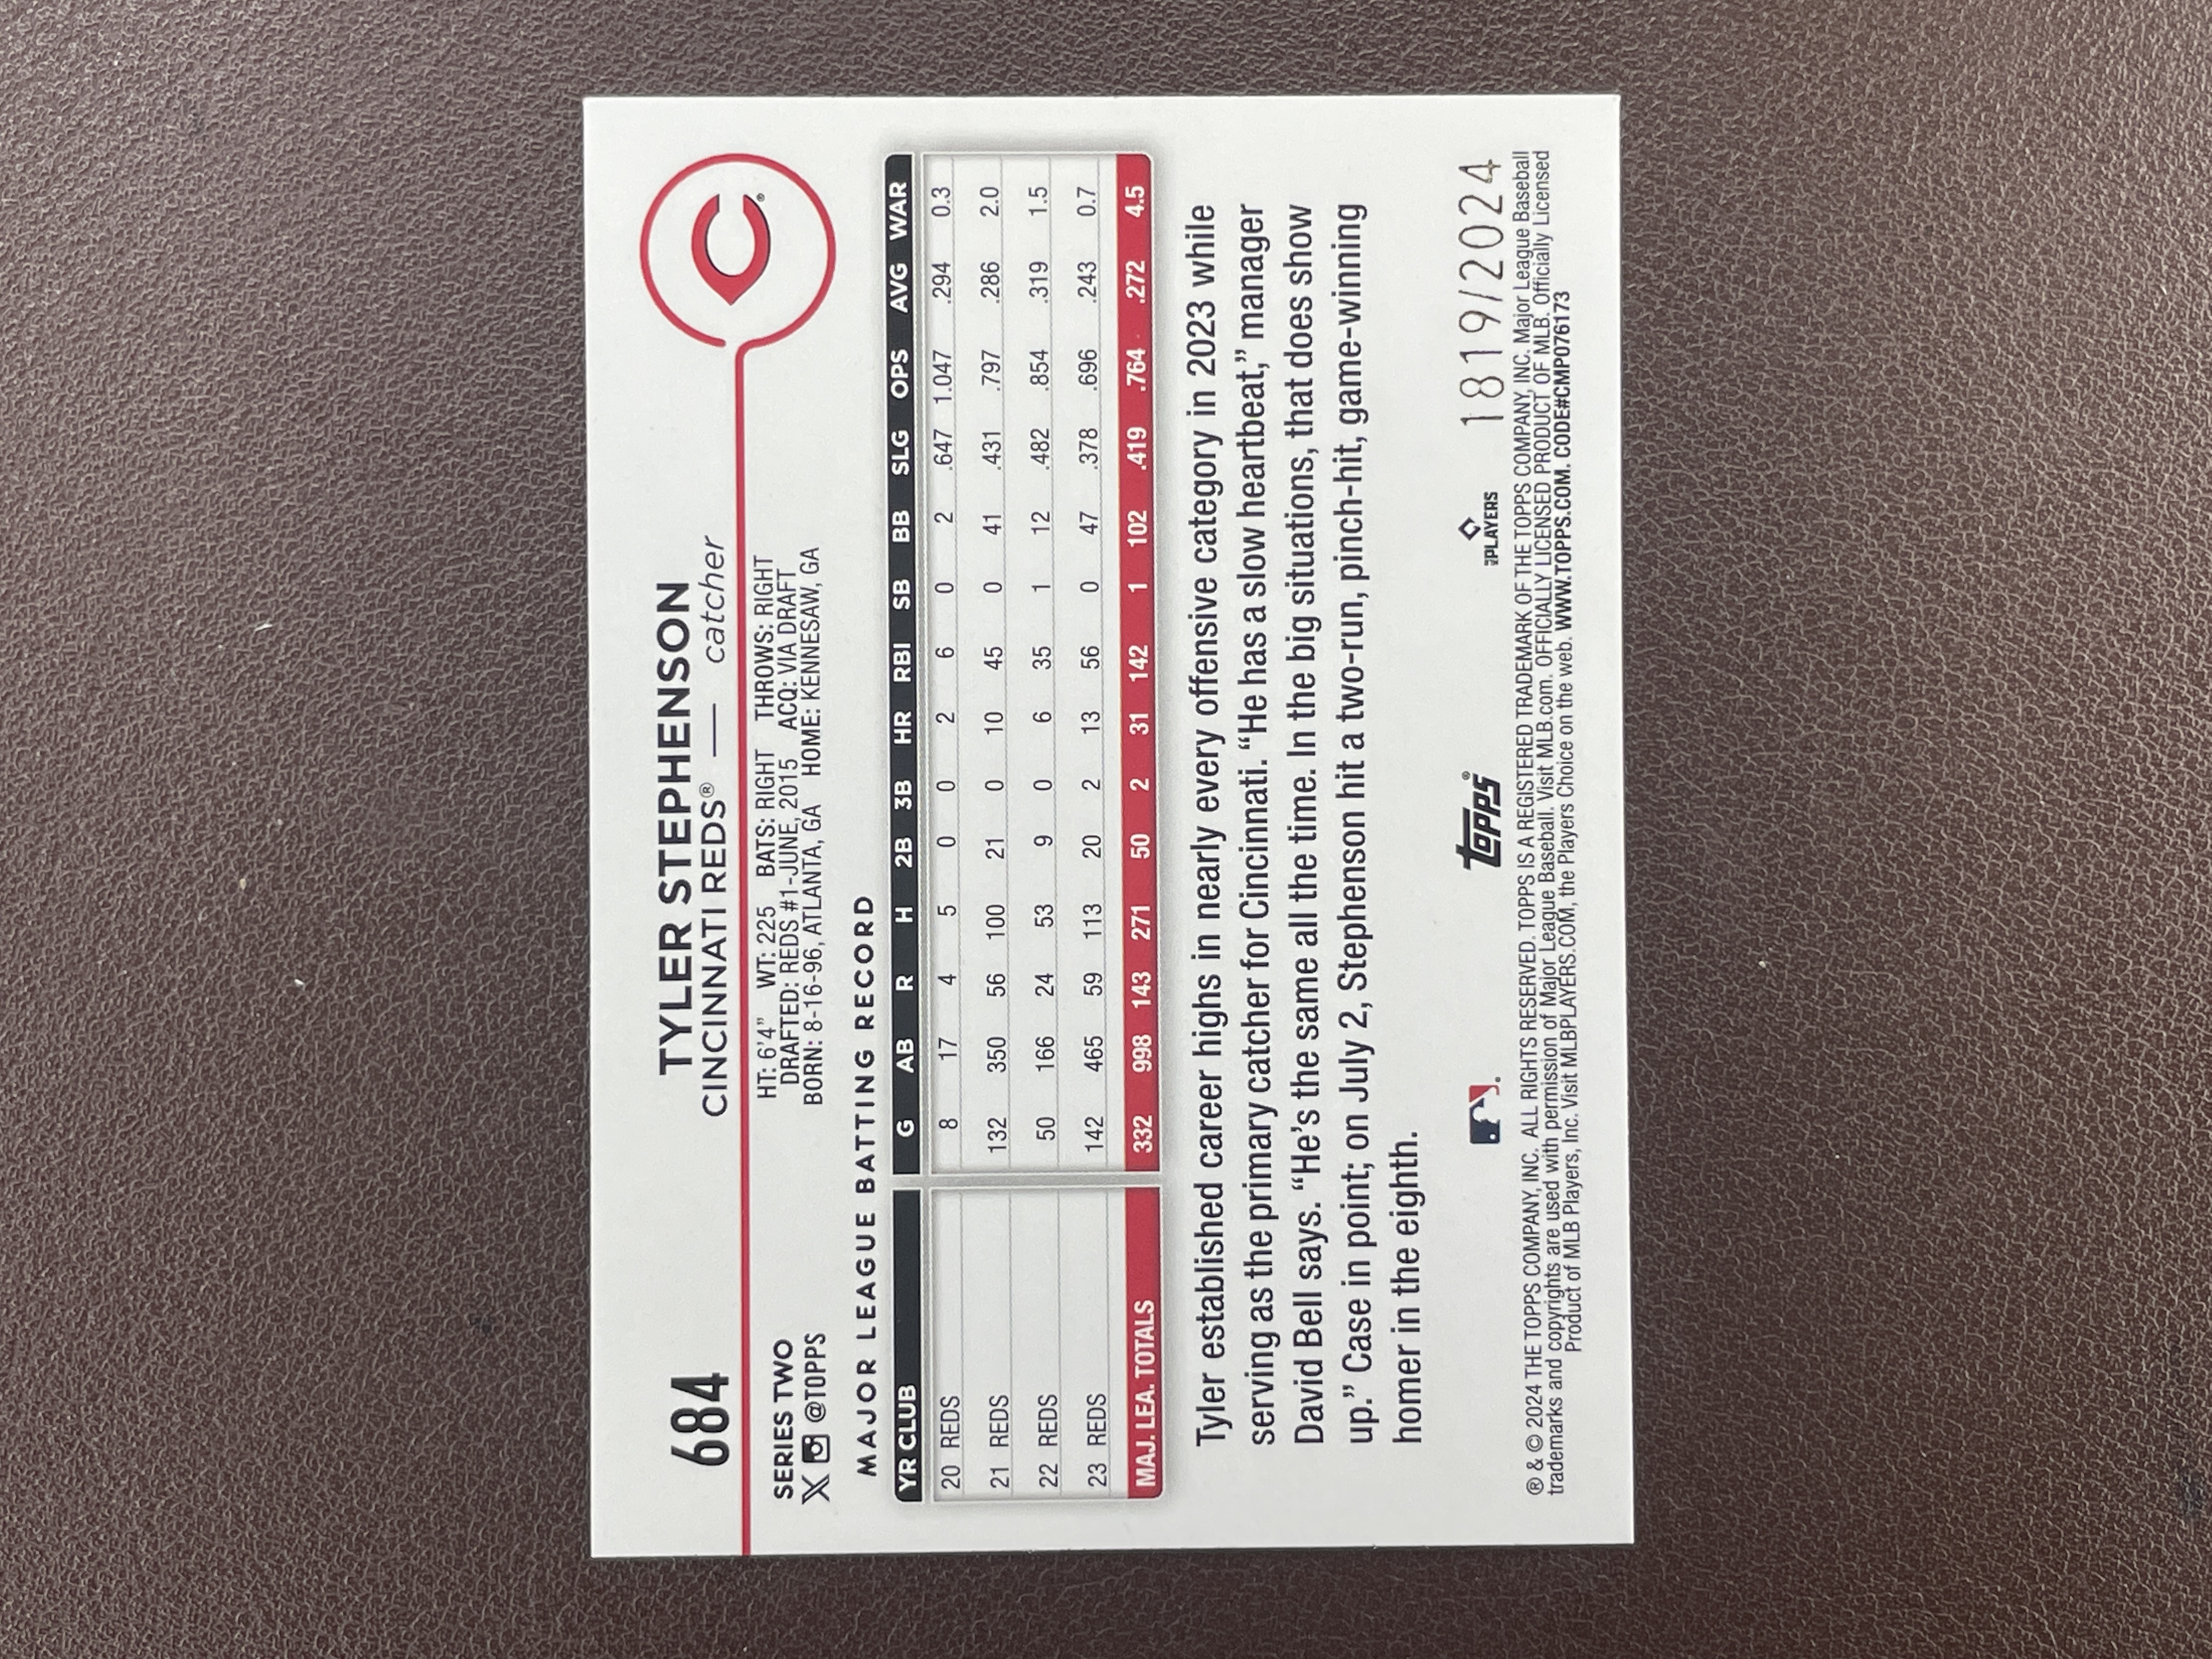 684
TYLER STEPHENSON
CINCINNATI REDS® — catcher
C®
SERIES TWO
X @TOPPS
HT: 6'4" WT: 225 BATS: RIGHT THROWS: RIGHT
DRAFTED: REDS #1-JUNE, 2015 ACQ: VIA DRAFT
BORN: 8-16-96, ATLANTA, GA HOME: KENNESAW, GA
MAJOR LEAGUE BATTING RECORD
YR CLUB G AB R H 2B 3B HR RBI SB BB SLG OPS AVG WAR
20 REDS 8 17 4 5 0 0 2 6 0 2 .647 1.047 .294 0.3
21 REDS 132 350 56 100 21 0 10 45 0 41 .431 .797 .286 2.0
22 REDS 50 166 24 53 9 0 6 35 1 12 .482 .854 .319 1.5
23 REDS 142 465 59 113 20 2 13 56 0 47 .378 .696 .243 0.7
MAJ. LEA. TOTALS 332 998 143 271 50 2 31 142 1 102 .419 .764 .272 4.5
Tyler established career highs in nearly every offensive category in 2023 while
serving as the primary catcher for Cincinnati. “He has a slow heartbeat,” manager
David Bell says. “He’s the same all the time. In the big situations, that does show
up.” Case in point; on July 2, Stephenson hit a two-run, pinch-hit, game-winning
homer in the eighth.
topps® PLAYERS 1819/2024
® & © 2024 THE TOPPS COMPANY, INC. ALL RIGHTS RESERVED. TOPPS IS A REGISTERED TRADEMARK OF THE TOPPS COMPANY, INC. Major League Baseball
trademarks and copyrights are used with permission of Major League Baseball. Visit MLB.com. OFFICIALLY LICENSED PRODUCT OF MLB. Officially Licensed
Product of MLB Players, Inc. Visit MLBPLAYERS.COM, the Players Choice on the web. WWW.TOPPS.COM. CODE#CMP076173